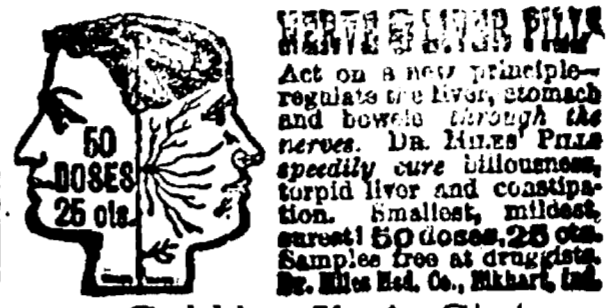 50
DOSES
25 cts.
NERVE & LIVER PILLS
Act on a new principle—
regulate the liver, stomach
and bowels through the
nerves. DR. MILES' PILLS
speedily cure biliousness,
torpid liver and constipa-
tion. Smallest, mildest,
surest! 50 doses, 25 cts.
Samples free at druggists.
Dr. Miles Med. Co., Elkhart, Ind.